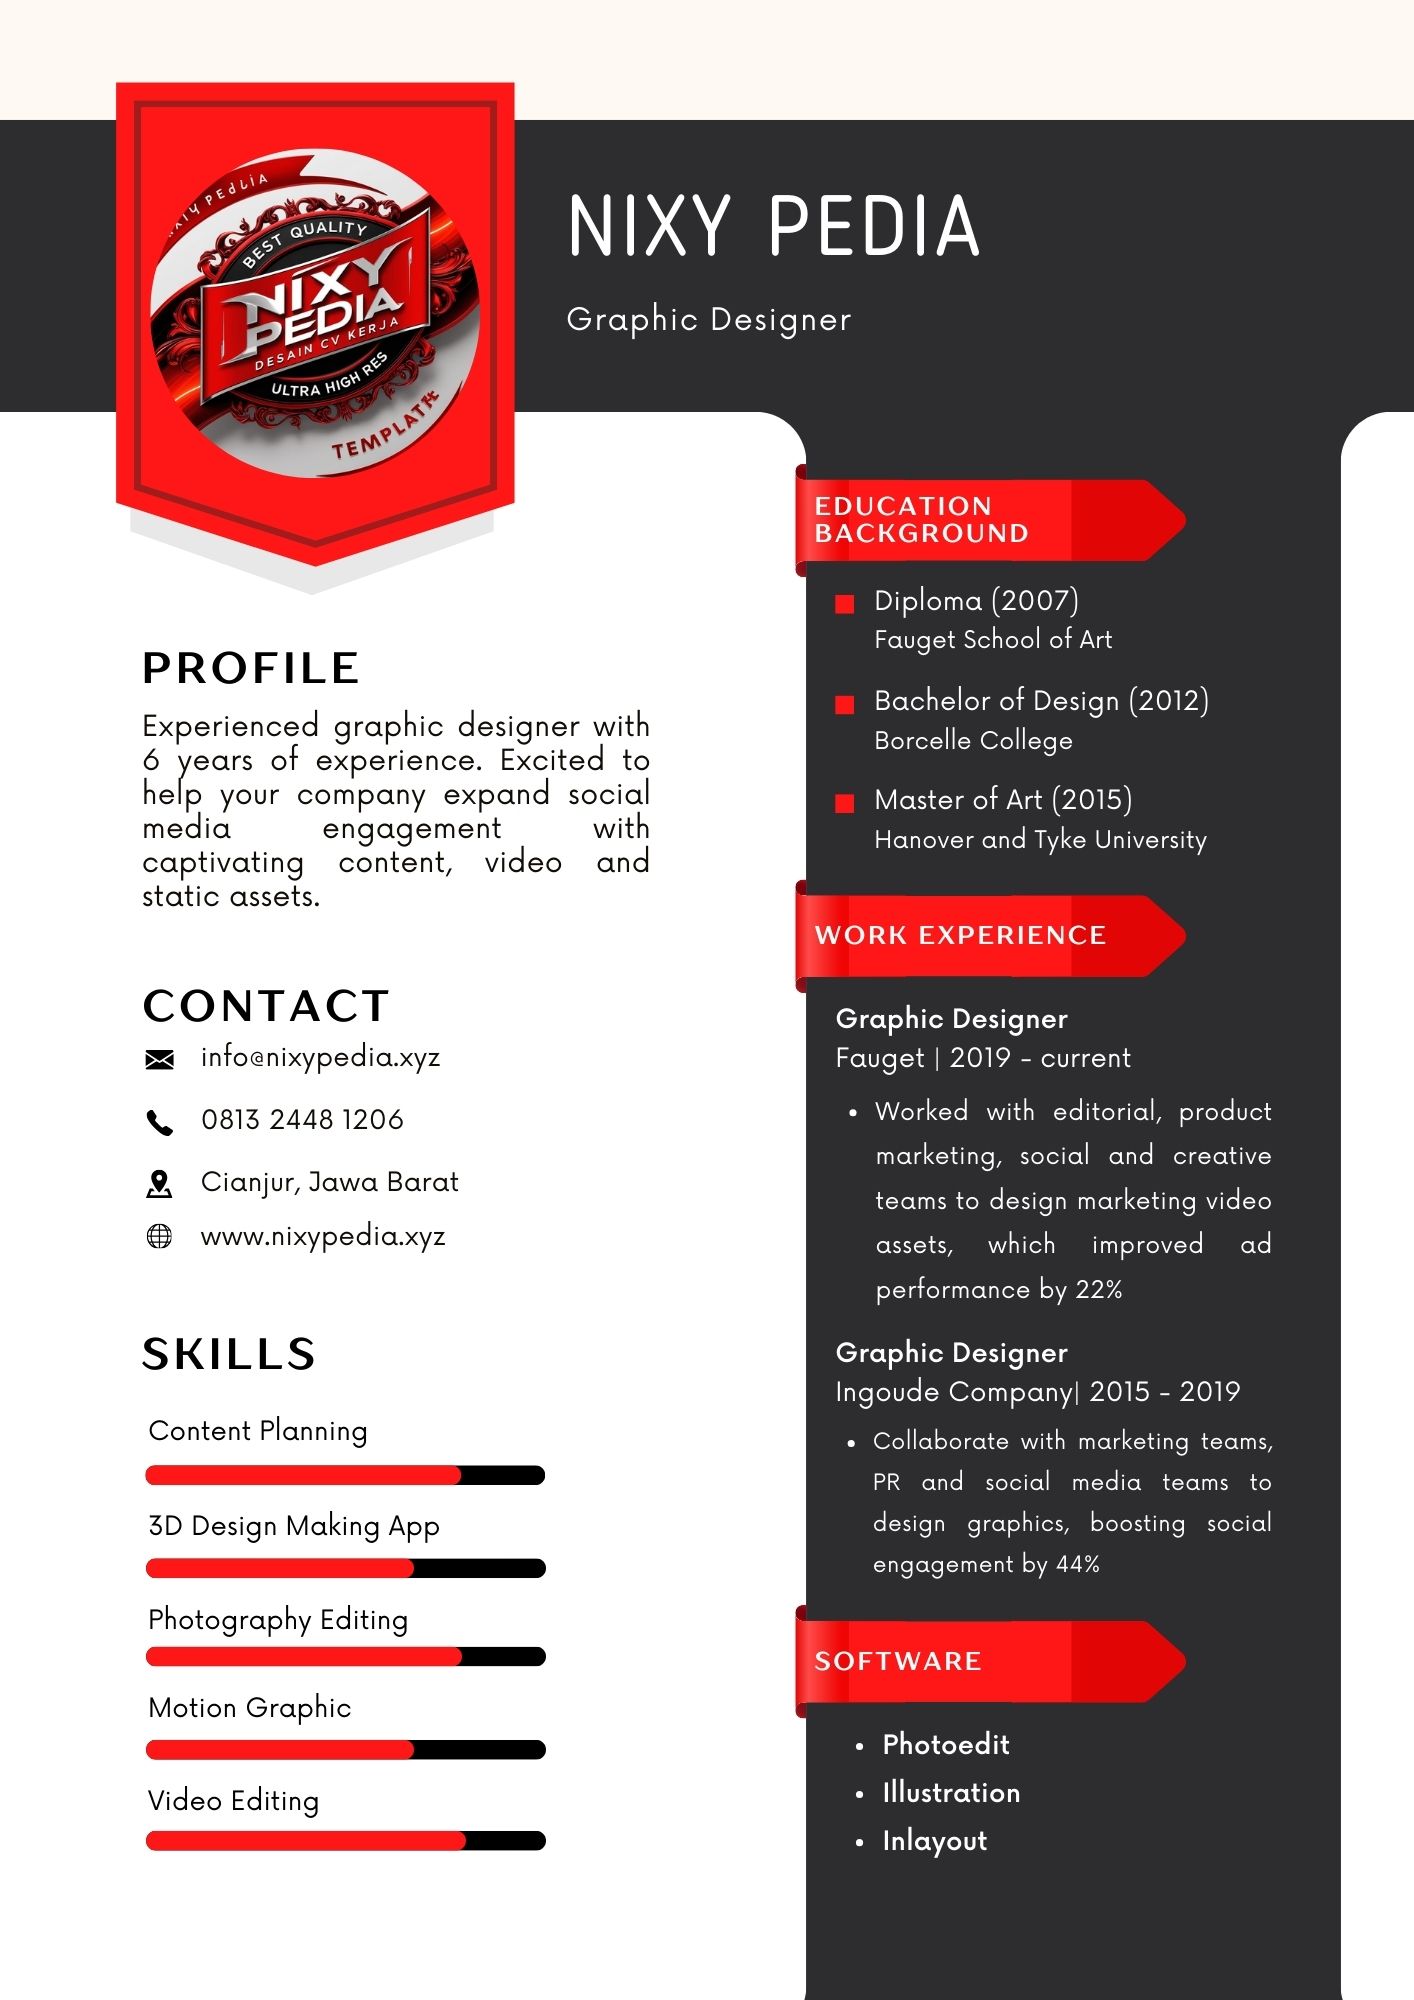 NIXY PEDIA
BEST QUALITY
NIXY
PEDIA
DESAIN CV KERJA
ULTRA HIGH RES
NIXY PEDIA
Graphic Designer
PROFILE
Experienced graphic designer with
6 years of experience. Excited to
help your company expand social
media engagement with
captivating content, video and
static assets.
CONTACT
info@nixypedia.xyz
0813 2448 1206
Cianjur, Jawa Barat
www.nixypedia.xyz
SKILLS
Content Planning
3D Design Making App
Photography Editing
Motion Graphic
Video Editing
EDUCATION
BACKGROUND
Diploma (2007)
Fauget School of Art
Bachelor of Design (2012)
Borcelle College
Master of Art (2015)
Hanover and Tyke University
WORK EXPERIENCE
Graphic Designer
Fauget | 2019 - current
• Worked with editorial, product
marketing, social and creative
teams to design marketing video
assets, which improved ad
performance by 22%
Graphic Designer
Ingoude Company| 2015 - 2019
• Collaborate with marketing teams,
PR and social media teams to
design graphics, boosting social
engagement by 44%
SOFTWARE
• Photoedit
• Illustration
• Inlayout